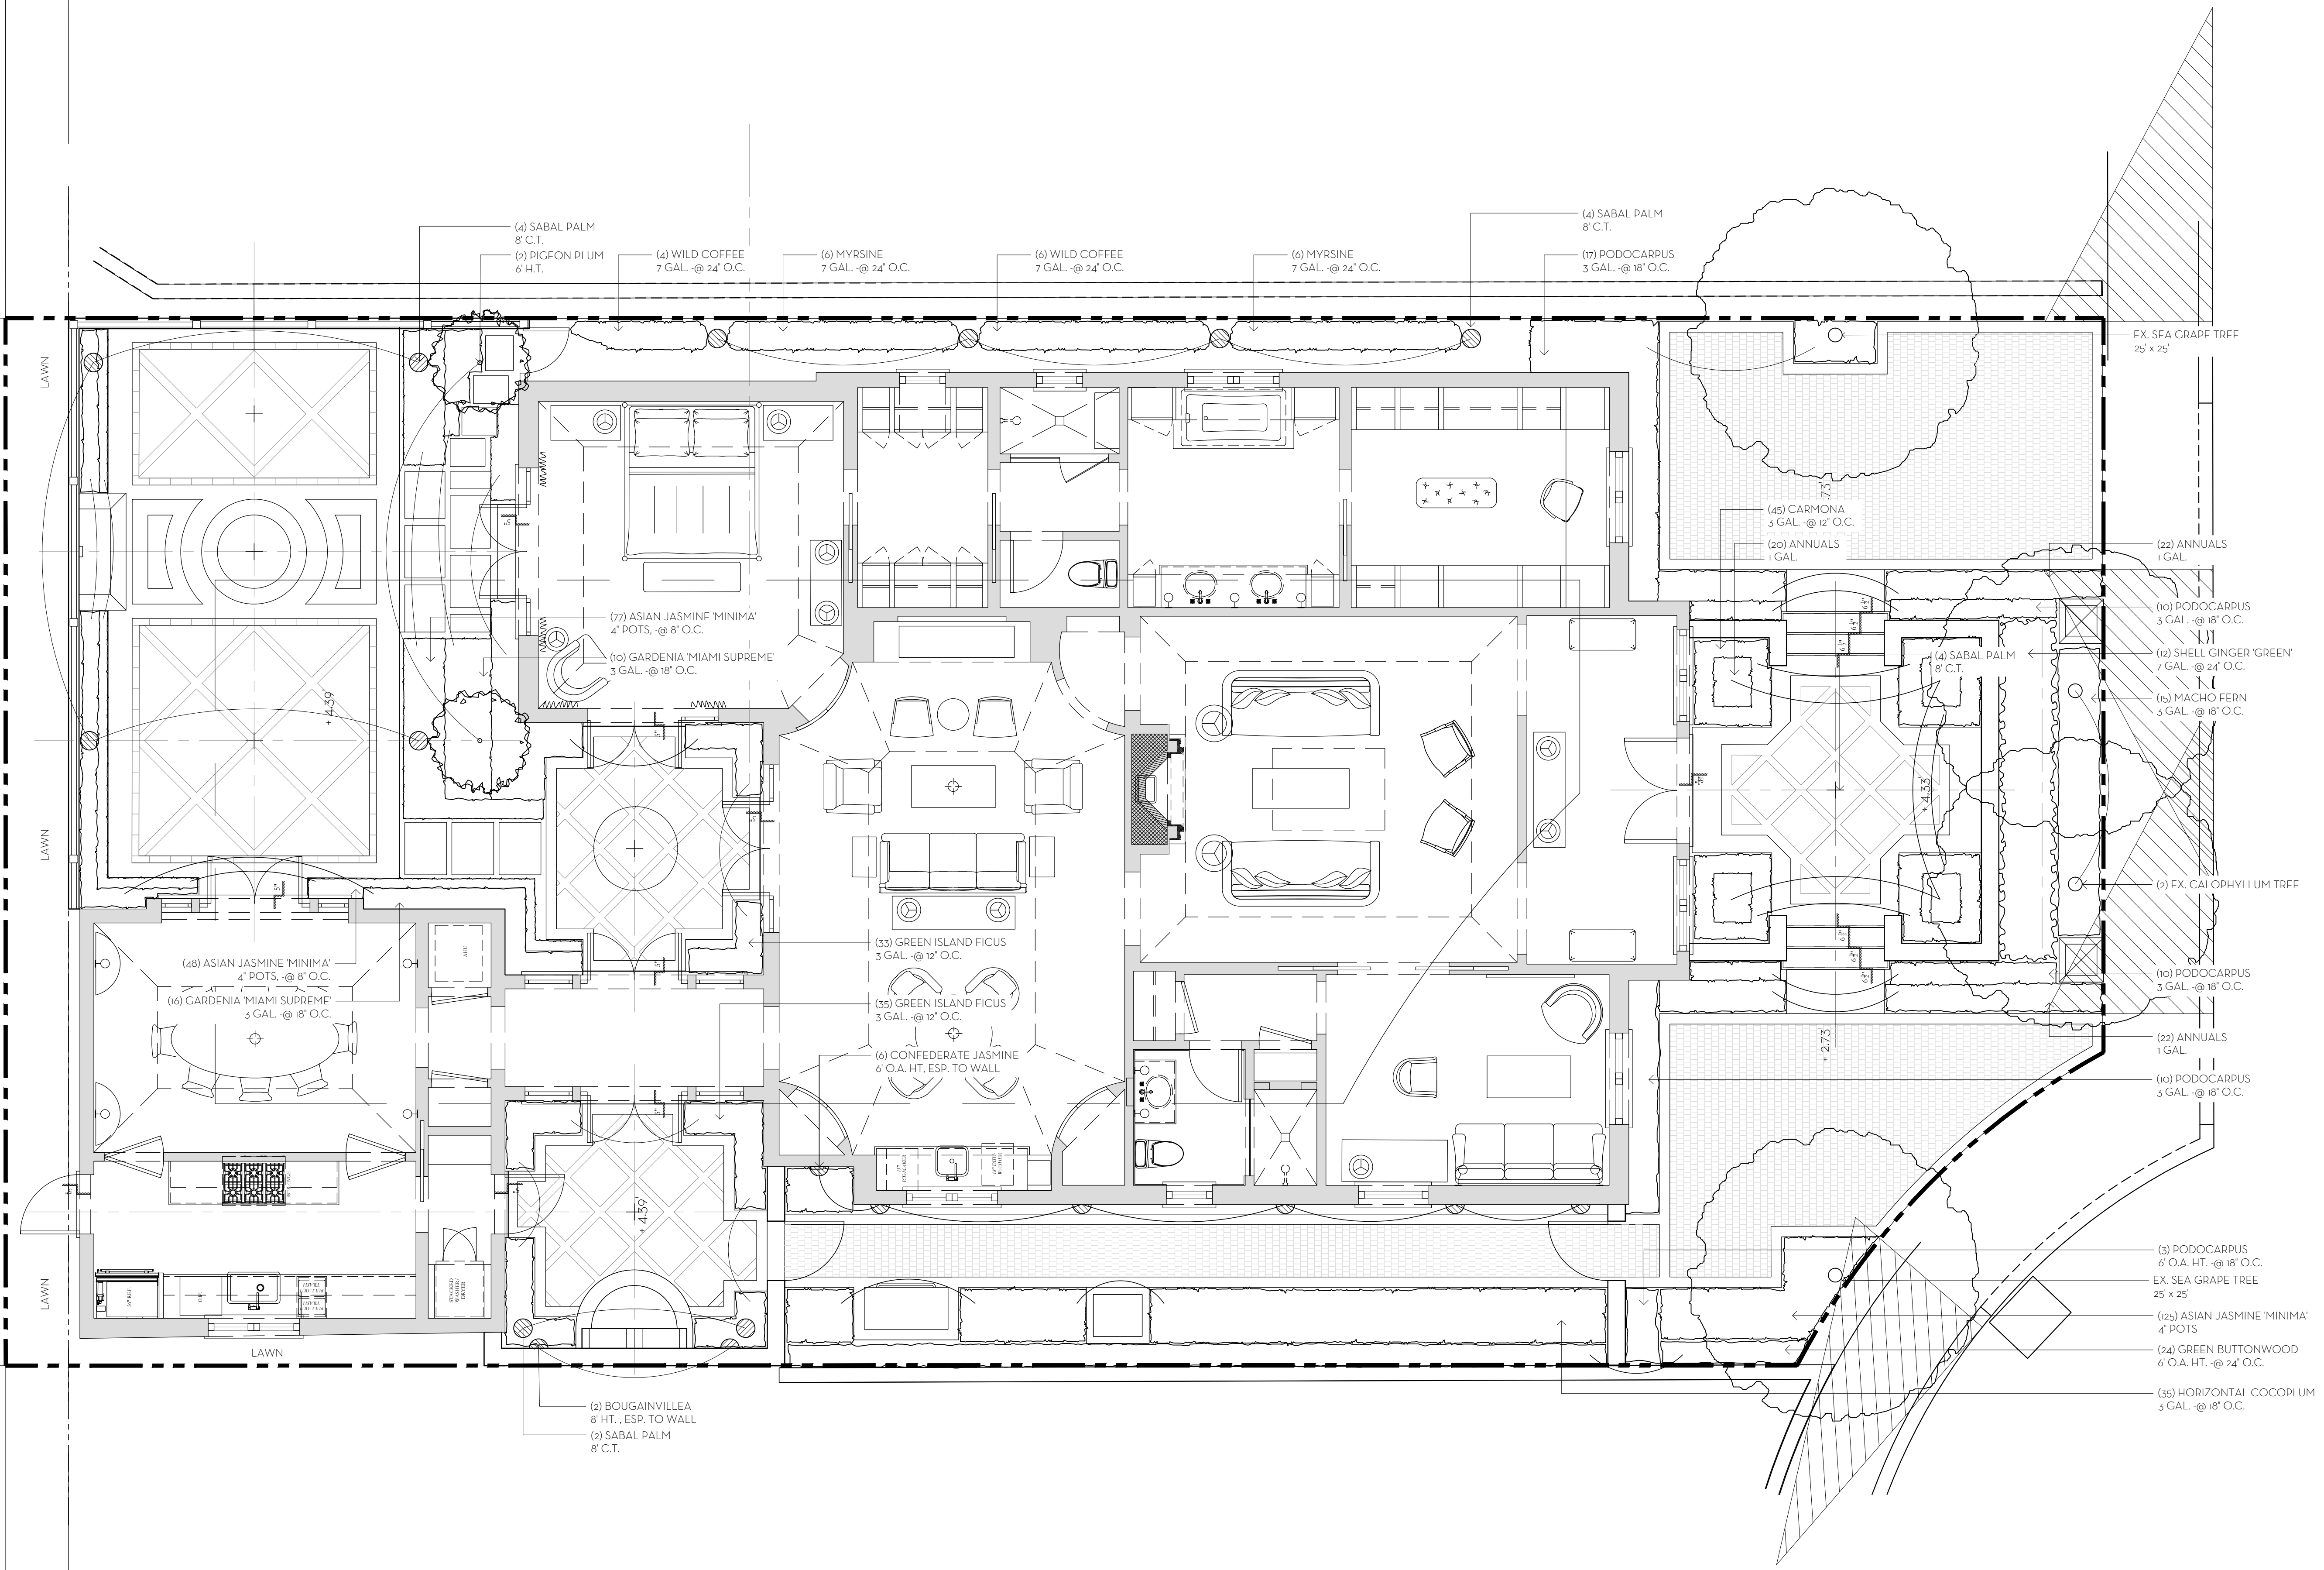 (4) SABAL PALM
8' C.T.
(2) PIGEON PLUM
6' H.T.
(4) WILD COFFEE
7 GAL. -@ 24" O.C.
(6) MYRSINE
7 GAL. -@ 24" O.C.
(6) WILD COFFEE
7 GAL. -@ 24" O.C.
(6) MYRSINE
7 GAL. -@ 24" O.C.
(4) SABAL PALM
8' C.T.
(17) PODOCARPUS
3 GAL. -@ 18" O.C.
EX. SEA GRAPE TREE
25' x 25'
LAWN
.73'
(45) CARMONA
3 GAL. -@ 12" O.C.
(20) ANNUALS
1 GAL.
(22) ANNUALS
1 GAL.
(10) PODOCARPUS
3 GAL. -@ 18" O.C.
(77) ASIAN JASMINE 'MINIMA'
4" POTS, -@ 8" O.C.
(10) GARDENIA 'MIAMI SUPREME'
3 GAL. -@ 18" O.C.
(4) SABAL PALM
8' C.T.
(12) SHELL GINGER 'GREEN'
7 GAL. -@ 24" O.C.
(15) MACHO FERN
3 GAL. -@ 18" O.C.
+ 4.39'
+ 4.33'
LAWN
(2) EX. CALOPHYLLUM TREE
(33) GREEN ISLAND FICUS
3 GAL. -@ 12" O.C.
AHU
(48) ASIAN JASMINE 'MINIMA'
4" POTS, -@ 8" O.C.
(16) GARDENIA 'MIAMI SUPREME'
3 GAL. -@ 18" O.C.
(35) GREEN ISLAND FICUS
3 GAL. -@ 12" O.C.
(10) PODOCARPUS
3 GAL. -@ 18" O.C.
(6) CONFEDERATE JASMINE
6' O.A. HT, ESP. TO WALL
+ 2.73'
(22) ANNUALS
1 GAL.
(10) PODOCARPUS
3 GAL. -@ 18" O.C.
+ 4.39'
36" REF.
STACKED
WASHER/
DRYER
LAWN
LAWN
(3) PODOCARPUS
6' O.A. HT. -@ 18" O.C.
EX. SEA GRAPE TREE
25' x 25'
(125) ASIAN JASMINE 'MINIMA'
4" POTS
(24) GREEN BUTTONWOOD
6' O.A. HT. -@ 24" O.C.
(35) HORIZONTAL COCOPLUM
3 GAL. -@ 18" O.C.
(2) BOUGAINVILLEA
8' HT. , ESP. TO WALL
(2) SABAL PALM
8' C.T.